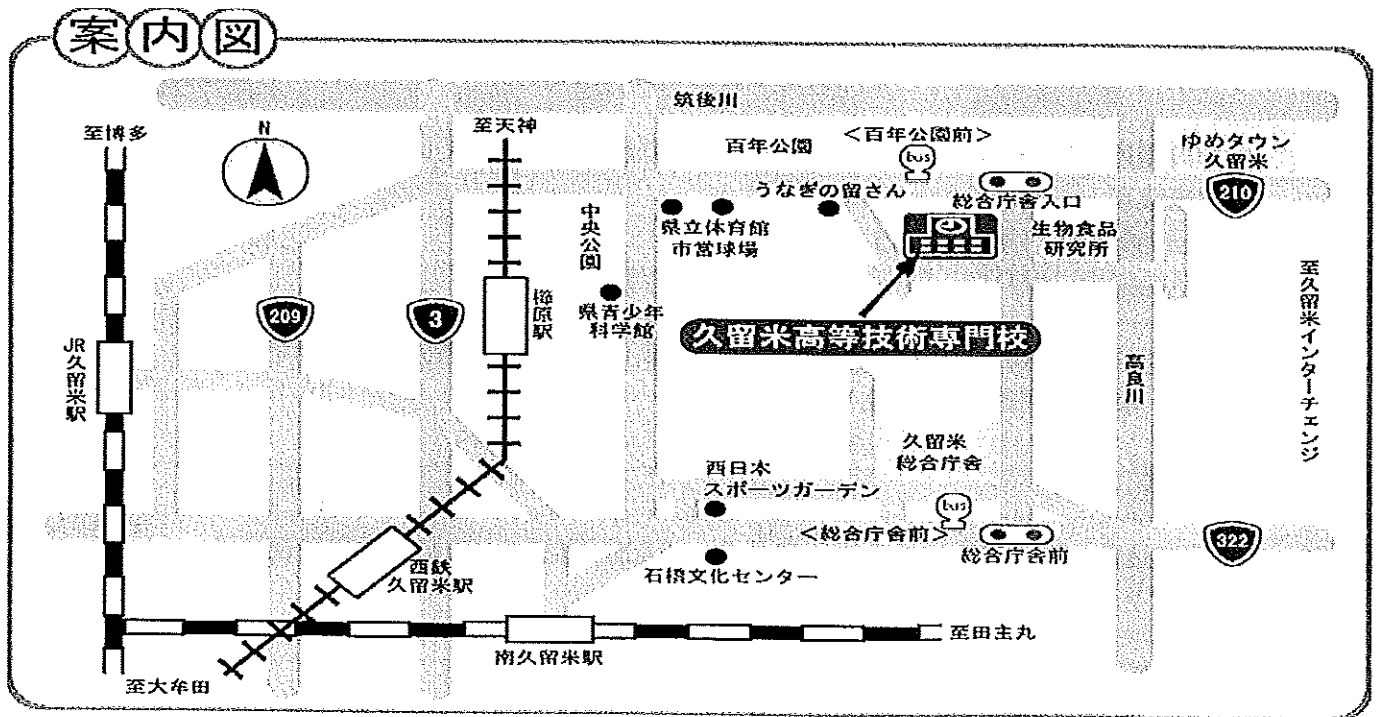 案内図
筑後川
至博多
N
至天神
百年公園
<百年公園前>
bus
ゆめタウン
久留米
210
うなぎの留さん
総合庁舎入口
中央公園
県立体育館
市営球場
生物食品
研究所
209
3
櫛原駅
県青少年
科学館
久留米高等技術専門校
至久留米インターチェンジ
JR久留米駅
高良川
久留米
総合庁舎
西日本
スポーツガーデン
bus
<総合庁舎前>
総合庁舎前
322
石橋文化センター
西鉄
久留米駅
南久留米駅
至田主丸
至大牟田